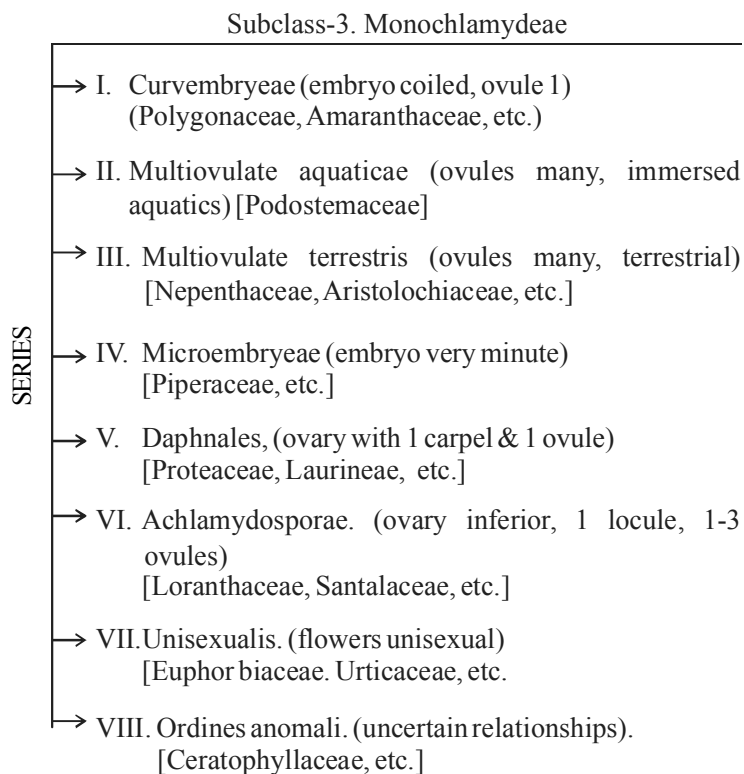 Subclass-3. Monochlamydeae
SERIES
I. Curvembryeae (embryo coiled, ovule 1)
(Polygonaceae, Amaranthaceae, etc.)
II. Multiovulate aquaticae (ovules many, immersed
aquatics) [Podostemaceae]
III. Multiovulate terrestris (ovules many, terrestrial)
[Nepenthaceae, Aristolochiaceae, etc.]
IV. Microembryeae (embryo very minute)
[Piperaceae, etc.]
V. Daphnales, (ovary with 1 carpel & 1 ovule)
[Proteaceae, Laurineae, etc.]
VI. Achlamydosporae. (ovary inferior, 1 locule, 1-3
ovules)
[Loranthaceae, Santalaceae, etc.]
VII. Unisexualis. (flowers unisexual)
[Euphor biaceae. Urticaceae, etc.
VIII. Ordines anomali. (uncertain relationships).
[Ceratophyllaceae, etc.]